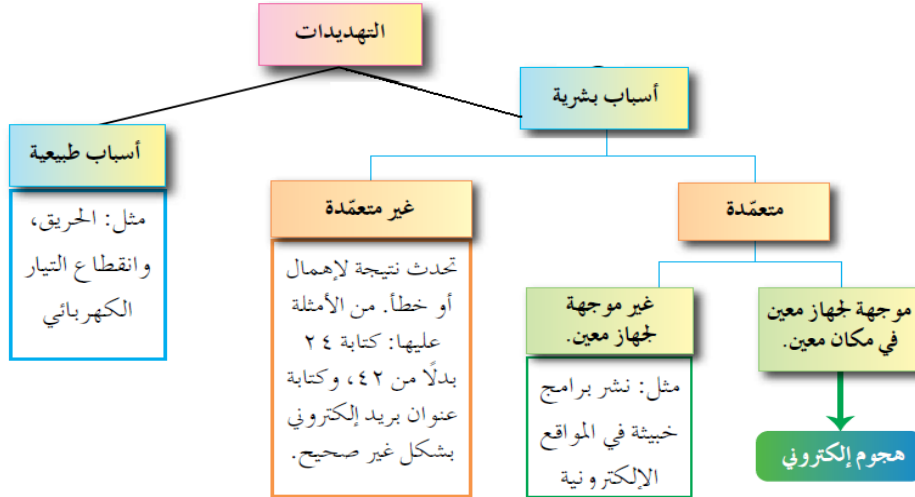 التهديدات
أسباب بشرية
أسباب طبيعية
مثل: الحريق،
وانقطاع التيار
الكهربائي
متعمّدة
غير متعمّدة
تحدث نتيجة لإهمال
أو خطأ. من الأمثلة
عليها: كتابة ٢٤
بدلًا من ٤٢، وكتابة
عنوان بريد إلكتروني
بشكل غير صحيح.
موجهة لجهاز معين
في مكان معين.
هجوم إلكتروني
غير موجهة
لجهاز معين.
مثل: نشر برامج
خبيثة في المواقع
الإلكترونية